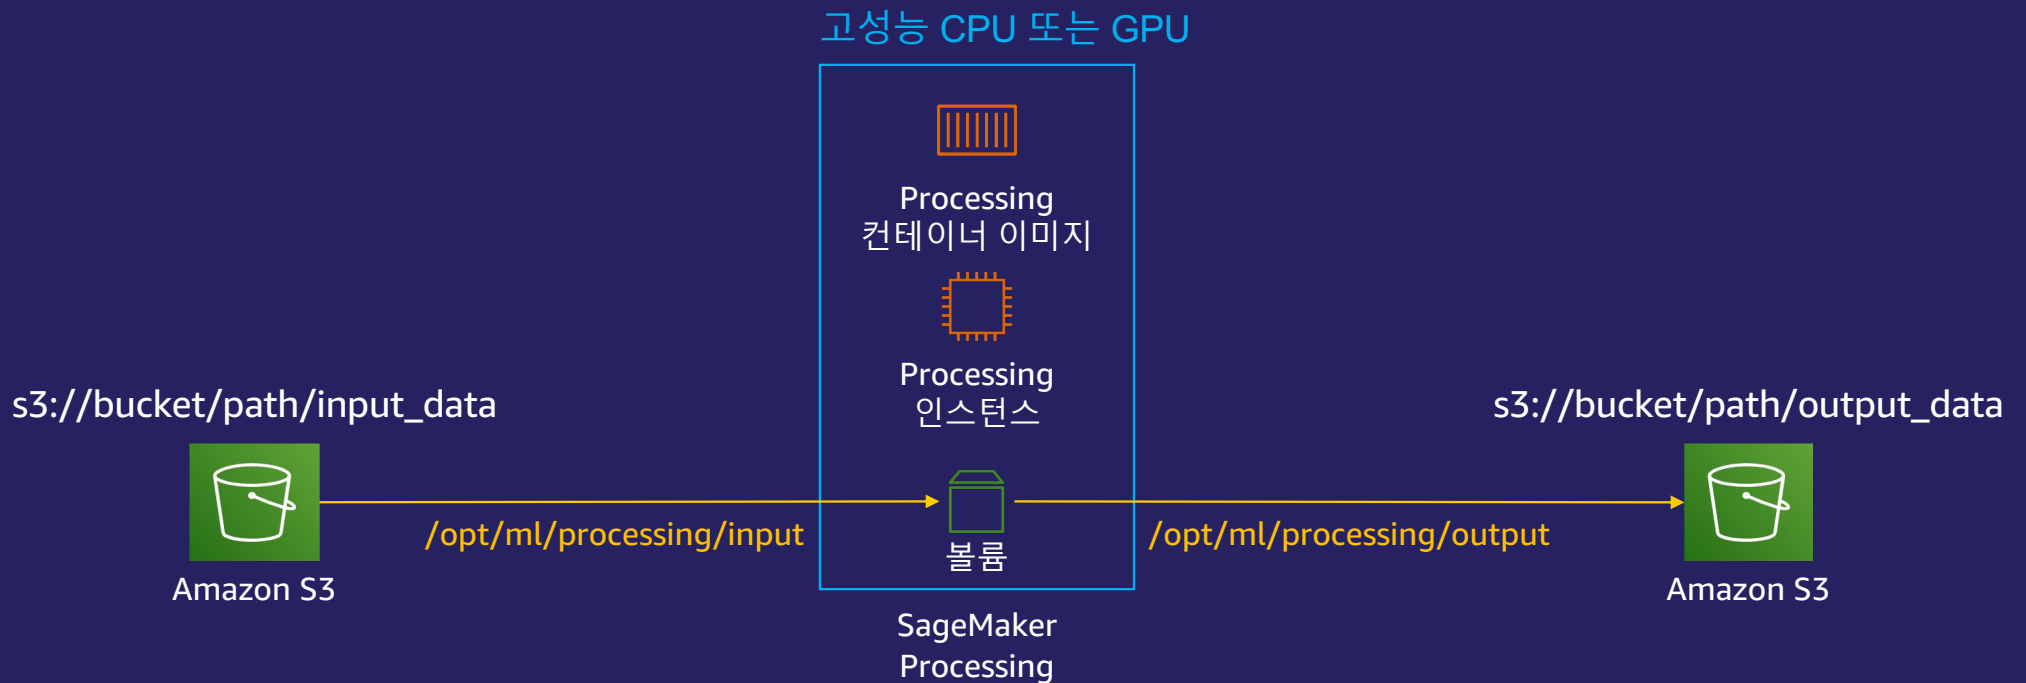 고성능 CPU 또는 GPU
Processing
컨테이너 이미지
Processing
인스턴스
s3://bucket/path/input_data
s3://bucket/path/output_data
/opt/ml/processing/input
/opt/ml/processing/output
볼륨
Amazon S3
Amazon S3
SageMaker
Processing